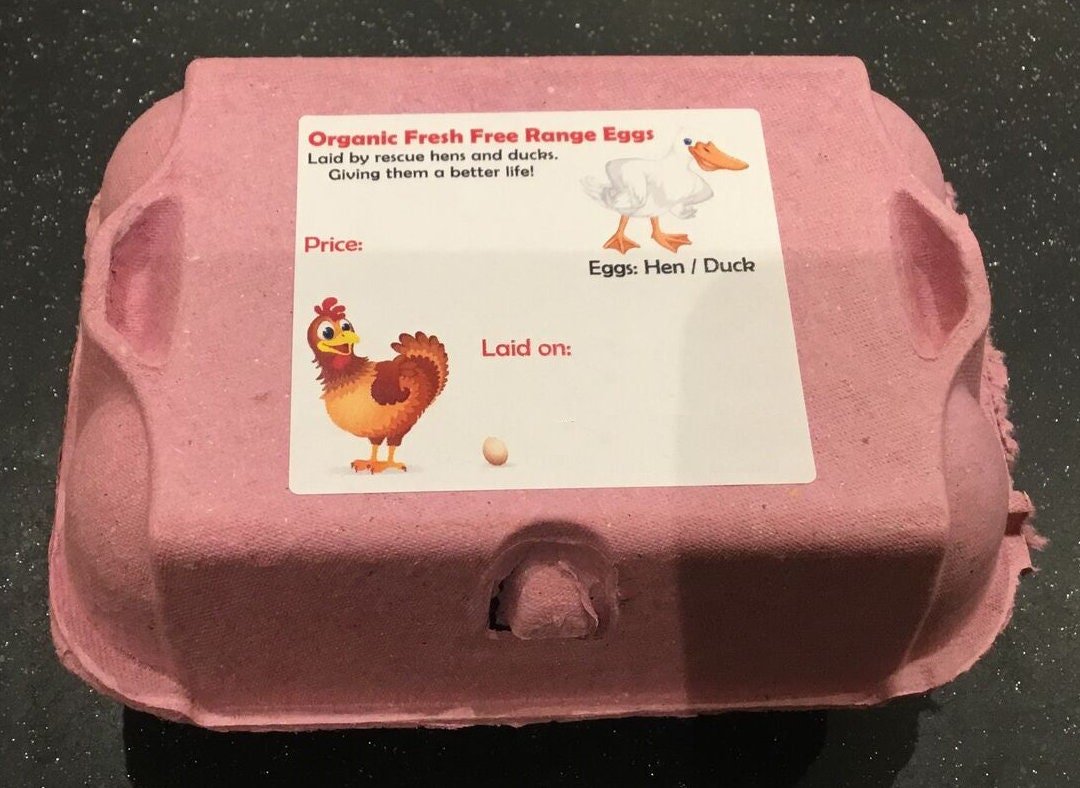 Organic Fresh Free Range Eggs
Laid by rescue hens and ducks.
Giving them a better life!
Price:
Eggs: Hen / Duck
Laid on: